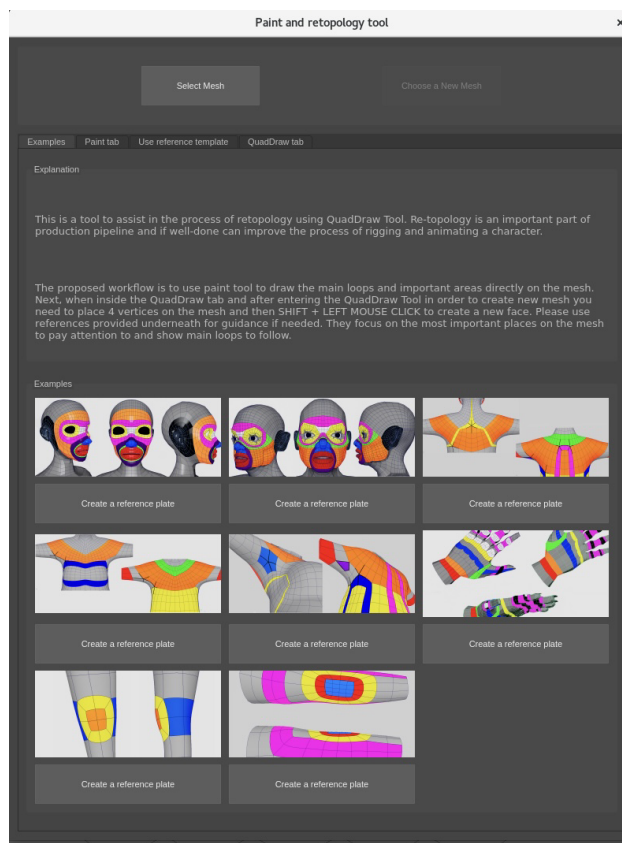 Paint and retopology tool ×
Select Mesh Choose a New Mesh
Examples Paint tab Use reference template QuadDraw tab
Explanation
This is a tool to assist in the process of retopology using QuadDraw Tool. Re-topology is an important part of
production pipeline and if well-done can improve the process of rigging and animating a character.
The proposed workflow is to use paint tool to draw the main loops and important areas directly on the mesh.
Next, when inside the QuadDraw tab and after entering the QuadDraw Tool in order to create new mesh you
need to place 4 vertices on the mesh and then SHIFT + LEFT MOUSE CLICK to create a new face. Please use
references provided underneath for guidance if needed. They focus on the most important places on the mesh
to pay attention to and show main loops to follow.
Examples
Create a reference plate Create a reference plate Create a reference plate
Create a reference plate Create a reference plate Create a reference plate
Create a reference plate Create a reference plate